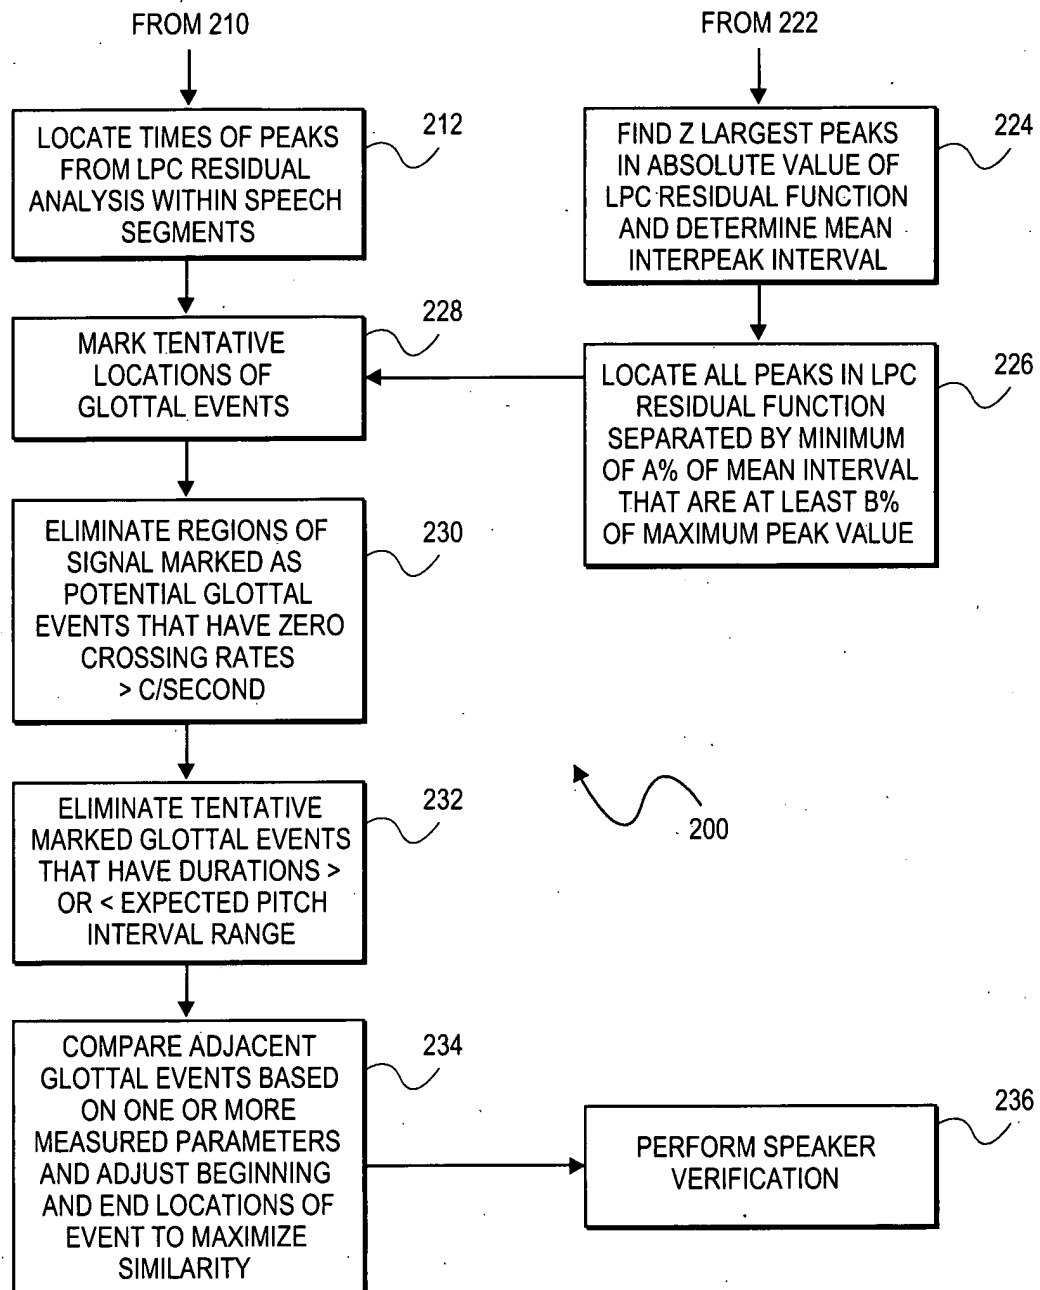 FROM 210
LOCATE TIMES OF PEAKS
FROM LPC RESIDUAL
ANALYSIS WITHIN SPEECH
SEGMENTS
212
MARK TENTATIVE
LOCATIONS OF
GLOTTAL EVENTS
228
ELIMINATE REGIONS OF
SIGNAL MARKED AS
POTENTIAL GLOTTAL
EVENTS THAT HAVE ZERO
CROSSING RATES
> C/SECOND
230
ELIMINATE TENTATIVE
MARKED GLOTTAL EVENTS
THAT HAVE DURATIONS >
OR < EXPECTED PITCH
INTERVAL RANGE
232
COMPARE ADJACENT
GLOTTAL EVENTS BASED
ON ONE OR MORE
MEASURED PARAMETERS
AND ADJUST BEGINNING
AND END LOCATIONS OF
EVENT TO MAXIMIZE
SIMILARITY
234
FROM 222
FIND Z LARGEST PEAKS
IN ABSOLUTE VALUE OF
LPC RESIDUAL FUNCTION
AND DETERMINE MEAN
INTERPEAK INTERVAL
224
LOCATE ALL PEAKS IN LPC
RESIDUAL FUNCTION
SEPARATED BY MINIMUM
OF A% OF MEAN INTERVAL
THAT ARE AT LEAST B%
OF MAXIMUM PEAK VALUE
226
200
PERFORM SPEAKER
VERIFICATION
236